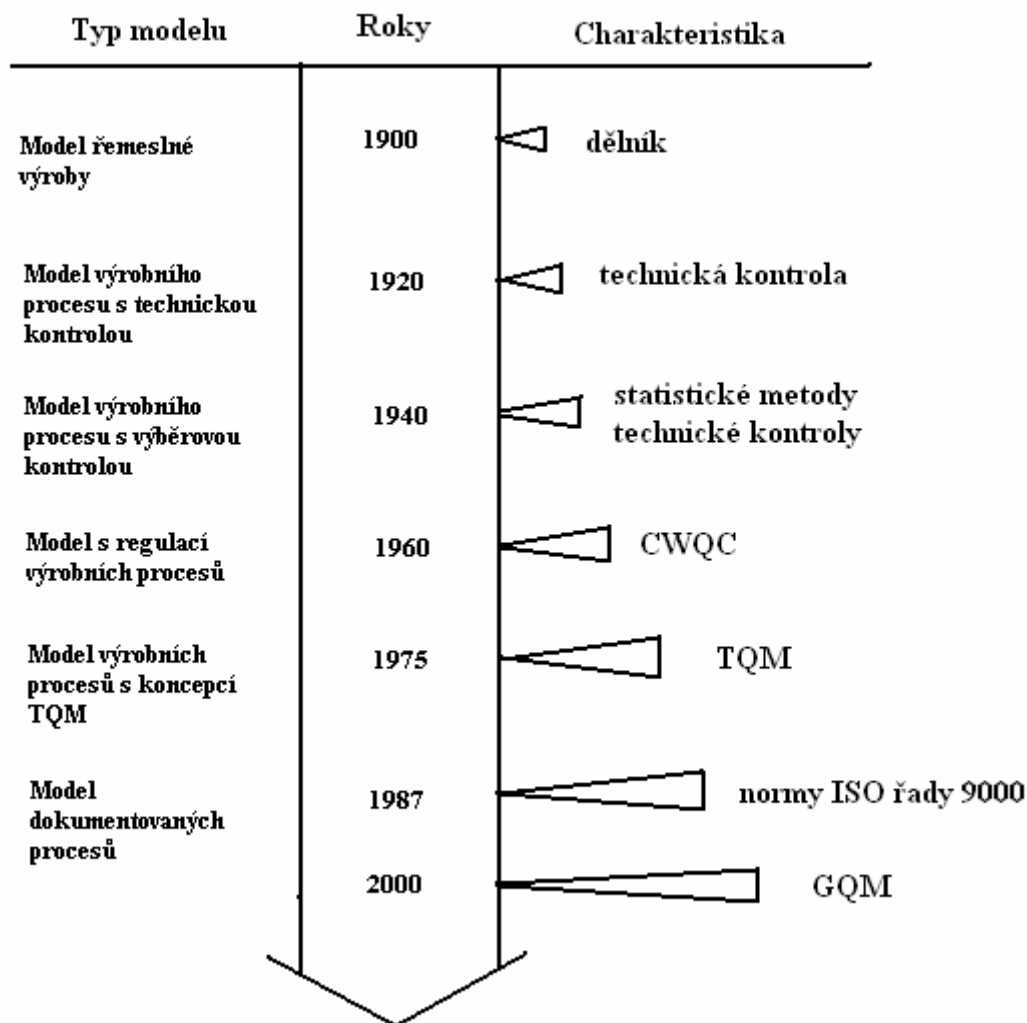 Typ modelu Roky Charakteristika
Model řemeslné
výroby
1900
dělník
Model výrobního
procesu s technickou
kontrolou
1920
technická kontrola
Model výrobního
procesu s výběrovou
kontrolou
1940
statistické metody
technické kontroly
Model s regulací
výrobních procesů
1960
CWQC
Model výrobních
procesů s koncepcí
TQM
1975
TQM
Model
dokumentovaných
procesů
1987
normy ISO řady 9000
2000
GQM